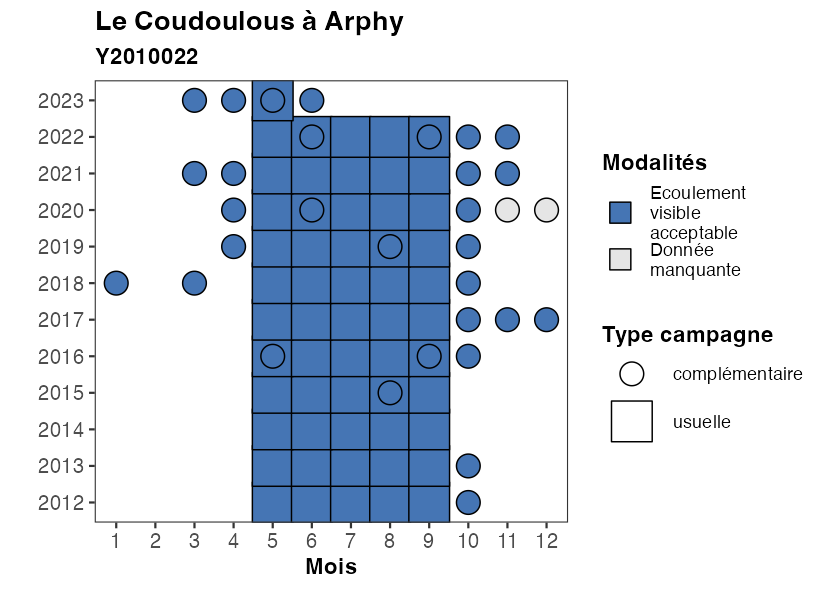 Le Coudoulous à Arphy
Y2010022
2023
2022
2021
2020
2019
2018
2017
2016
2015
2014
2013
2012
1 2 3 4 5 6 7 8 9 10 11 12
Mois
Modalités
Ecoulement
visible
acceptable
Donnée
manquante
Type campagne
complémentaire
usuelle